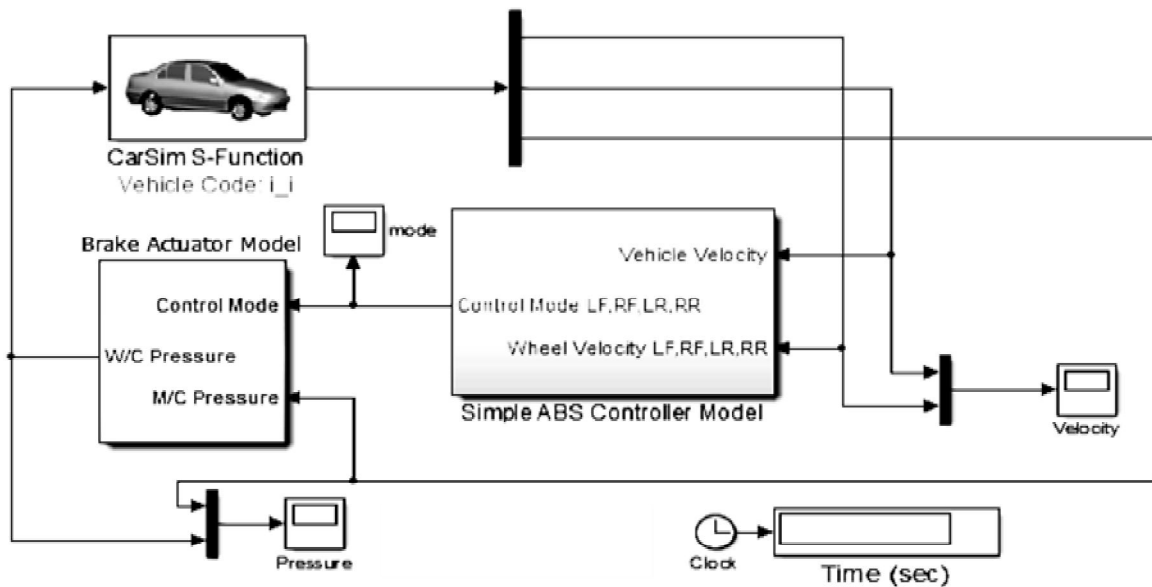 CarSim S-Function
Vehicle Code: i_i
Brake Actuator Model
mode
Vehicle Velocity
Control Mode
Control Mode LF,RF,LR,RR
W/C Pressure
Wheel Velocity LF,RF,LR,RR
M/C Pressure
Simple ABS Controller Model
Velocity
Pressure
Clock
Time (sec)